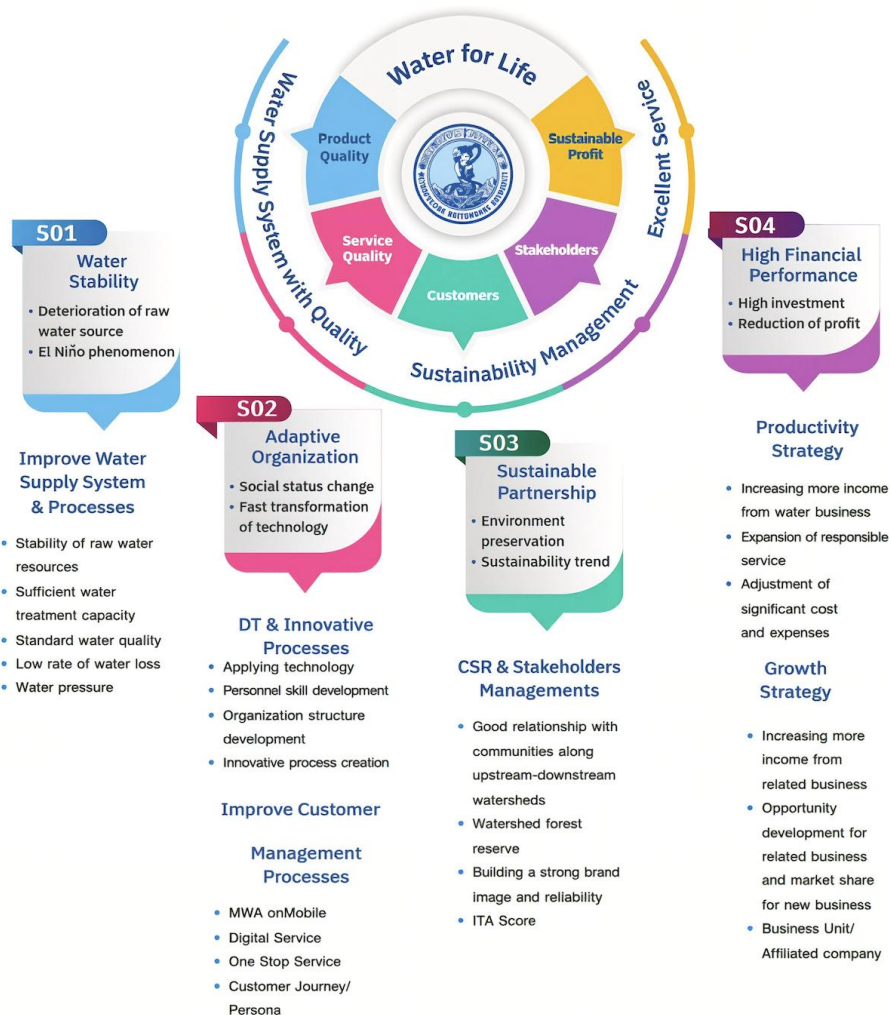 Water for Life
Water Supply System with Quality
Sustainability Management
Excellent Service
Product
Quality
Service
Quality
Customers
Stakeholders
Sustainable
Profit
S01
Water
Stability
• Deterioration of raw
water source
• El Niño phenomenon
Improve Water
Supply System
& Processes
• Stability of raw water
resources
• Sufficient water
treatment capacity
• Standard water quality
• Low rate of water loss
• Water pressure
S02
Adaptive
Organization
• Social status change
• Fast transformation
of technology
DT & Innovative
Processes
• Applying technology
• Personnel skill development
• Organization structure
development
• Innovative process creation
Improve Customer
Management
Processes
• MWA onMobile
• Digital Service
• One Stop Service
• Customer Journey/
Persona
S03
Sustainable
Partnership
• Environment
preservation
• Sustainability trend
CSR & Stakeholders
Managements
• Good relationship with
communities along
upstream-downstream
watersheds
• Watershed forest
reserve
• Building a strong brand
image and reliability
• ITA Score
S04
High Financial
Performance
• High investment
• Reduction of profit
Productivity
Strategy
• Increasing more income
from water business
• Expansion of responsible
service
• Adjustment of
significant cost
and expenses
Growth
Strategy
• Increasing more
income from
related business
• Opportunity
development for
related business
and market share
for new business
• Business Unit/
Affiliated company